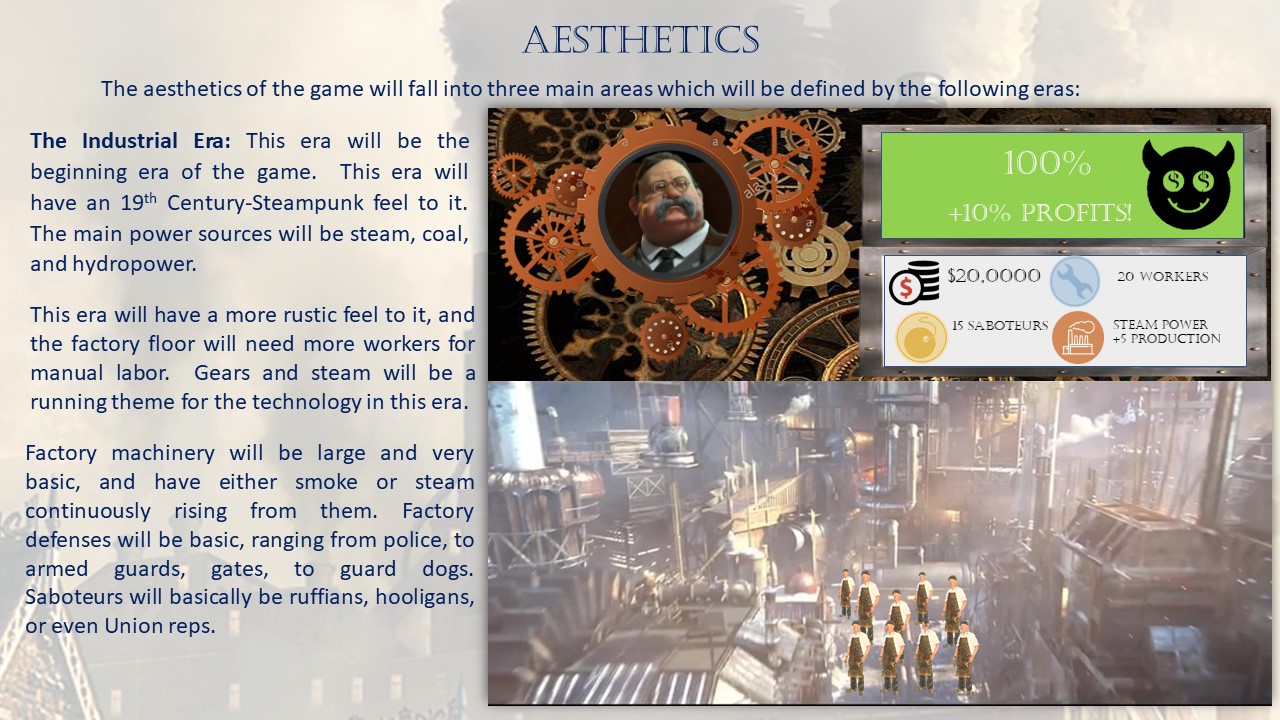 AESTHETICS
The aesthetics of the game will fall into three main areas which will be defined by the following eras:
The Industrial Era: This era will be the
beginning era of the game. This era will
have an 19th Century-Steampunk feel to it.
The main power sources will be steam, coal,
and hydropower.
This era will have a more rustic feel to it, and
the factory floor will need more workers for
manual labor. Gears and steam will be a
running theme for the technology in this era.
Factory machinery will be large and very
basic, and have either smoke or steam
continuously rising from them. Factory
defenses will be basic, ranging from police, to
armed guards, gates, to guard dogs.
Saboteurs will basically be ruffians, hooligans,
or even Union reps.
100%
+10% PROFITS!
$20,0000
20 WORKERS
15 SABOTEURS
STEAM POWER
+5 PRODUCTION